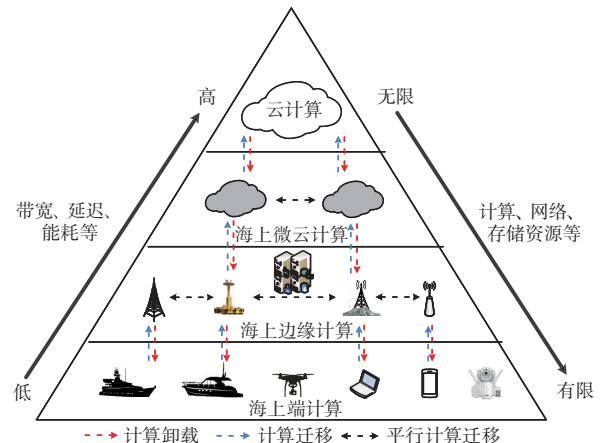 高
无限
云计算
带宽、延迟、
能耗等
计算、网络、
存储资源等
海上微云计算
海上边缘计算
低
有限
海上端计算
计算卸载
计算迁移
平行计算迁移